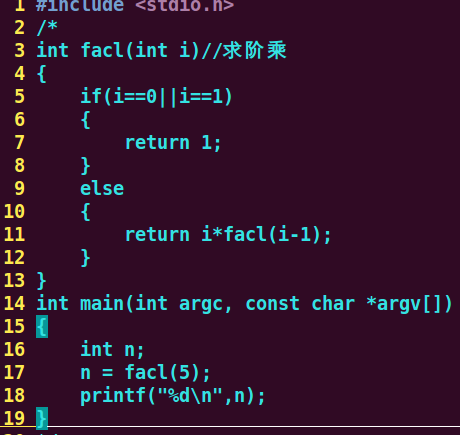 1 #include <stdio.h>
2 /*
3 int facl(int i)//求阶乘
4 {
5     if(i==0||i==1)
6     {
7         return 1;
8     }
9     else
10     {
11         return i*facl(i-1);
12     }
13 }
14 int main(int argc, const char *argv[])
15 {
16     int n;
17     n = facl(5);
18     printf("%d\n",n);
19 }